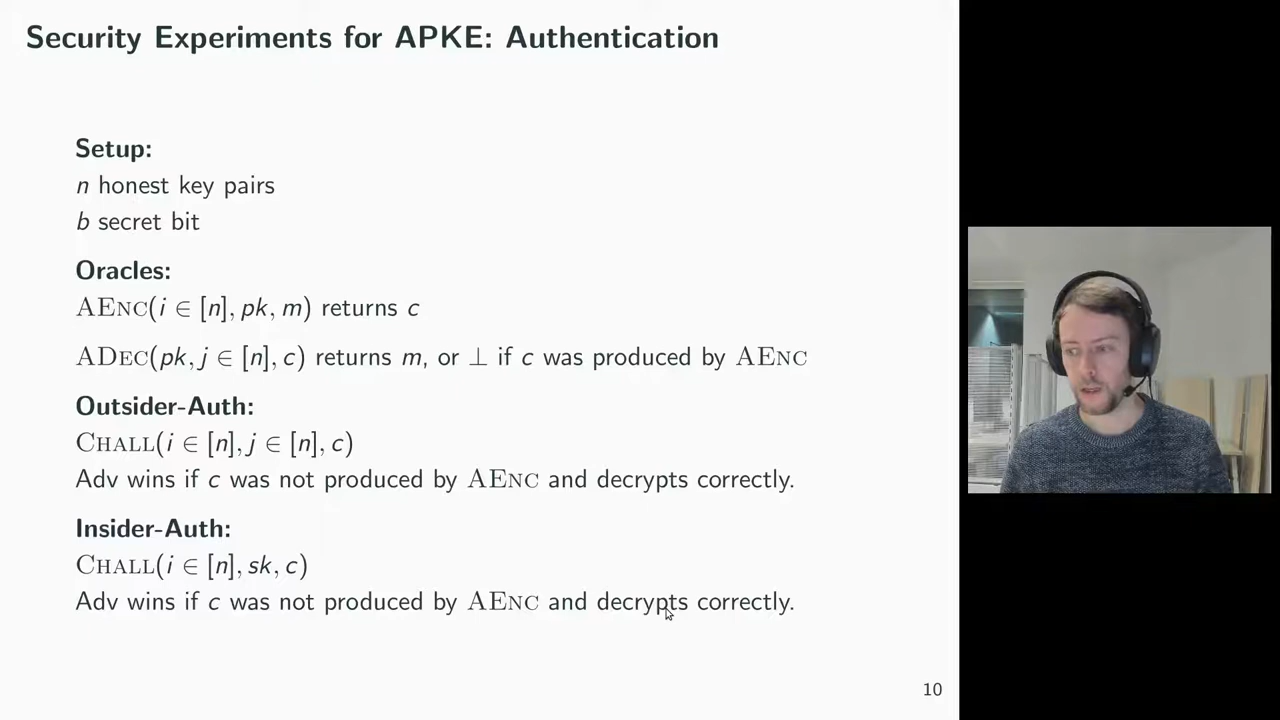 Security Experiments for APKE: Authentication
Setup:
n honest key pairs
b secret bit
Oracles:
AENC(i ∈ [n], pk, m) returns c
ADEC(pk, j ∈ [n], c) returns m, or ⊥ if c was produced by AENC
Outsider-Auth:
CHALL(i ∈ [n], j ∈ [n], c)
Adv wins if c was not produced by AENC and decrypts correctly.
Insider-Auth:
CHALL(i ∈ [n], sk, c)
Adv wins if c was not produced by AENC and decrypts correctly.
10